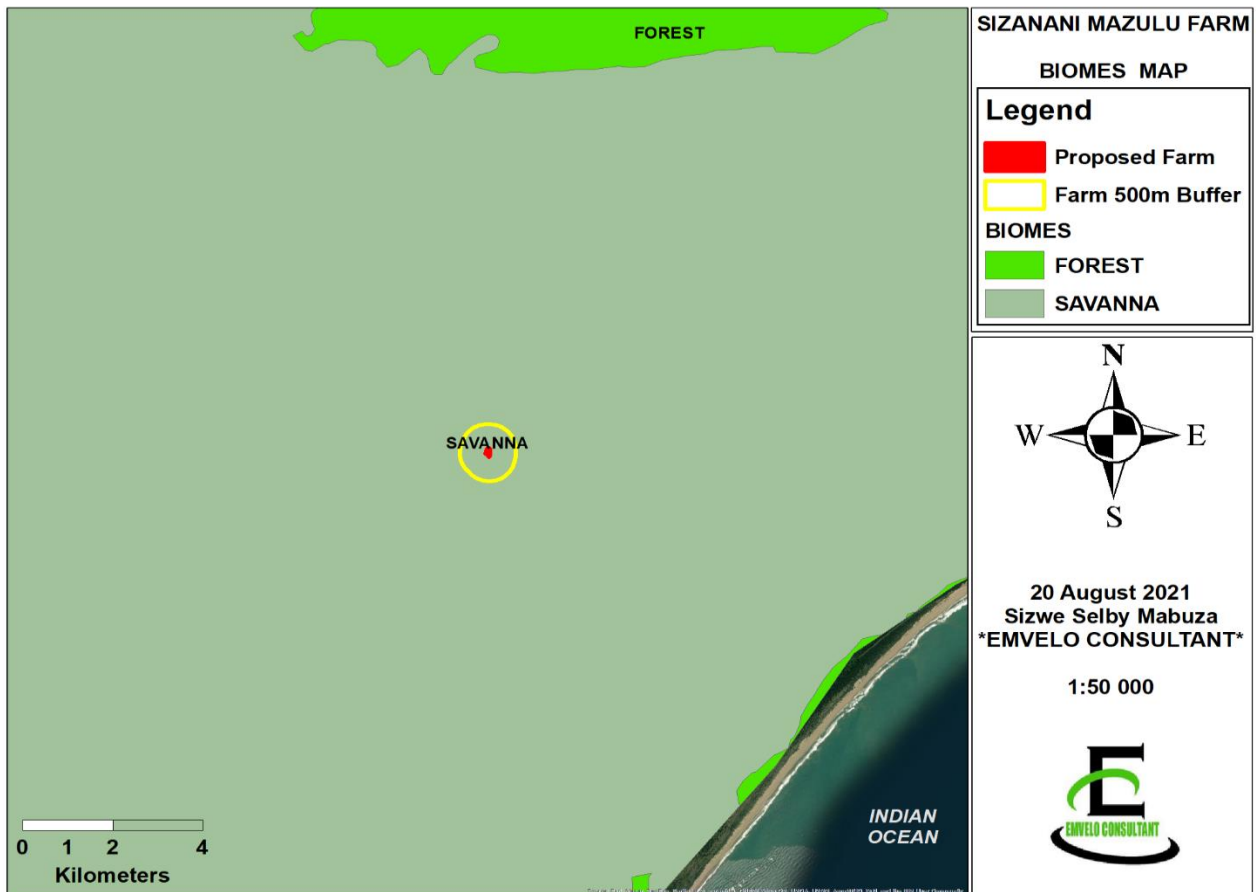 FOREST
SAVANNA
INDIAN
OCEAN
0 1 2 4
Kilometers
SIZANANI MAZULU FARM
BIOMES MAP
Legend
Proposed Farm
Farm 500m Buffer
BIOMES
FOREST
SAVANNA
N
W E
S
20 August 2021
Sizwe Selby Mabuza
*EMVELO CONSULTANT*
1:50 000
E
EMVELO CONSULTANT